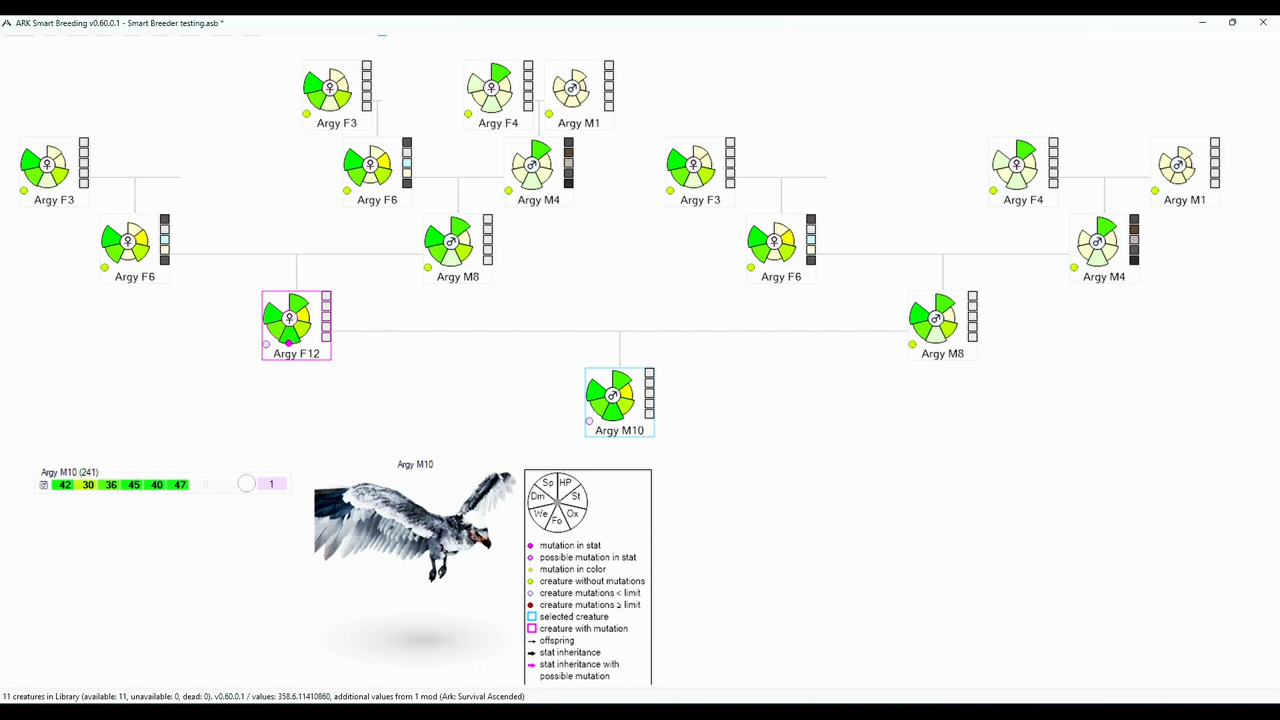 ARK Smart Breeding v0.60.0.1 - Smart Breeder testing.asb *
Argy F3
Argy F4
Argy M1
Argy F3
Argy F6
Argy M4
Argy F3
Argy F4
Argy M1
Argy F6
Argy M8
Argy F6
Argy M4
Argy F12
Argy M8
Argy M10
Argy M10 (241)
42 30 36 45 40 47 0 1
Argy M10
Sp HP
Dm St
We Ox
Fo
mutation in stat
possible mutation in stat
mutation in color
creature without mutations
creature mutations < limit
creature mutations ≥ limit
selected creature
creature with mutation
offspring
stat inheritance
stat inheritance with
possible mutation
11 creatures in Library (available: 11, unavailable: 0, dead: 0). v0.60.0.1 / values: 358.6.11410860, additional values from 1 mod (Ark: Survival Ascended)